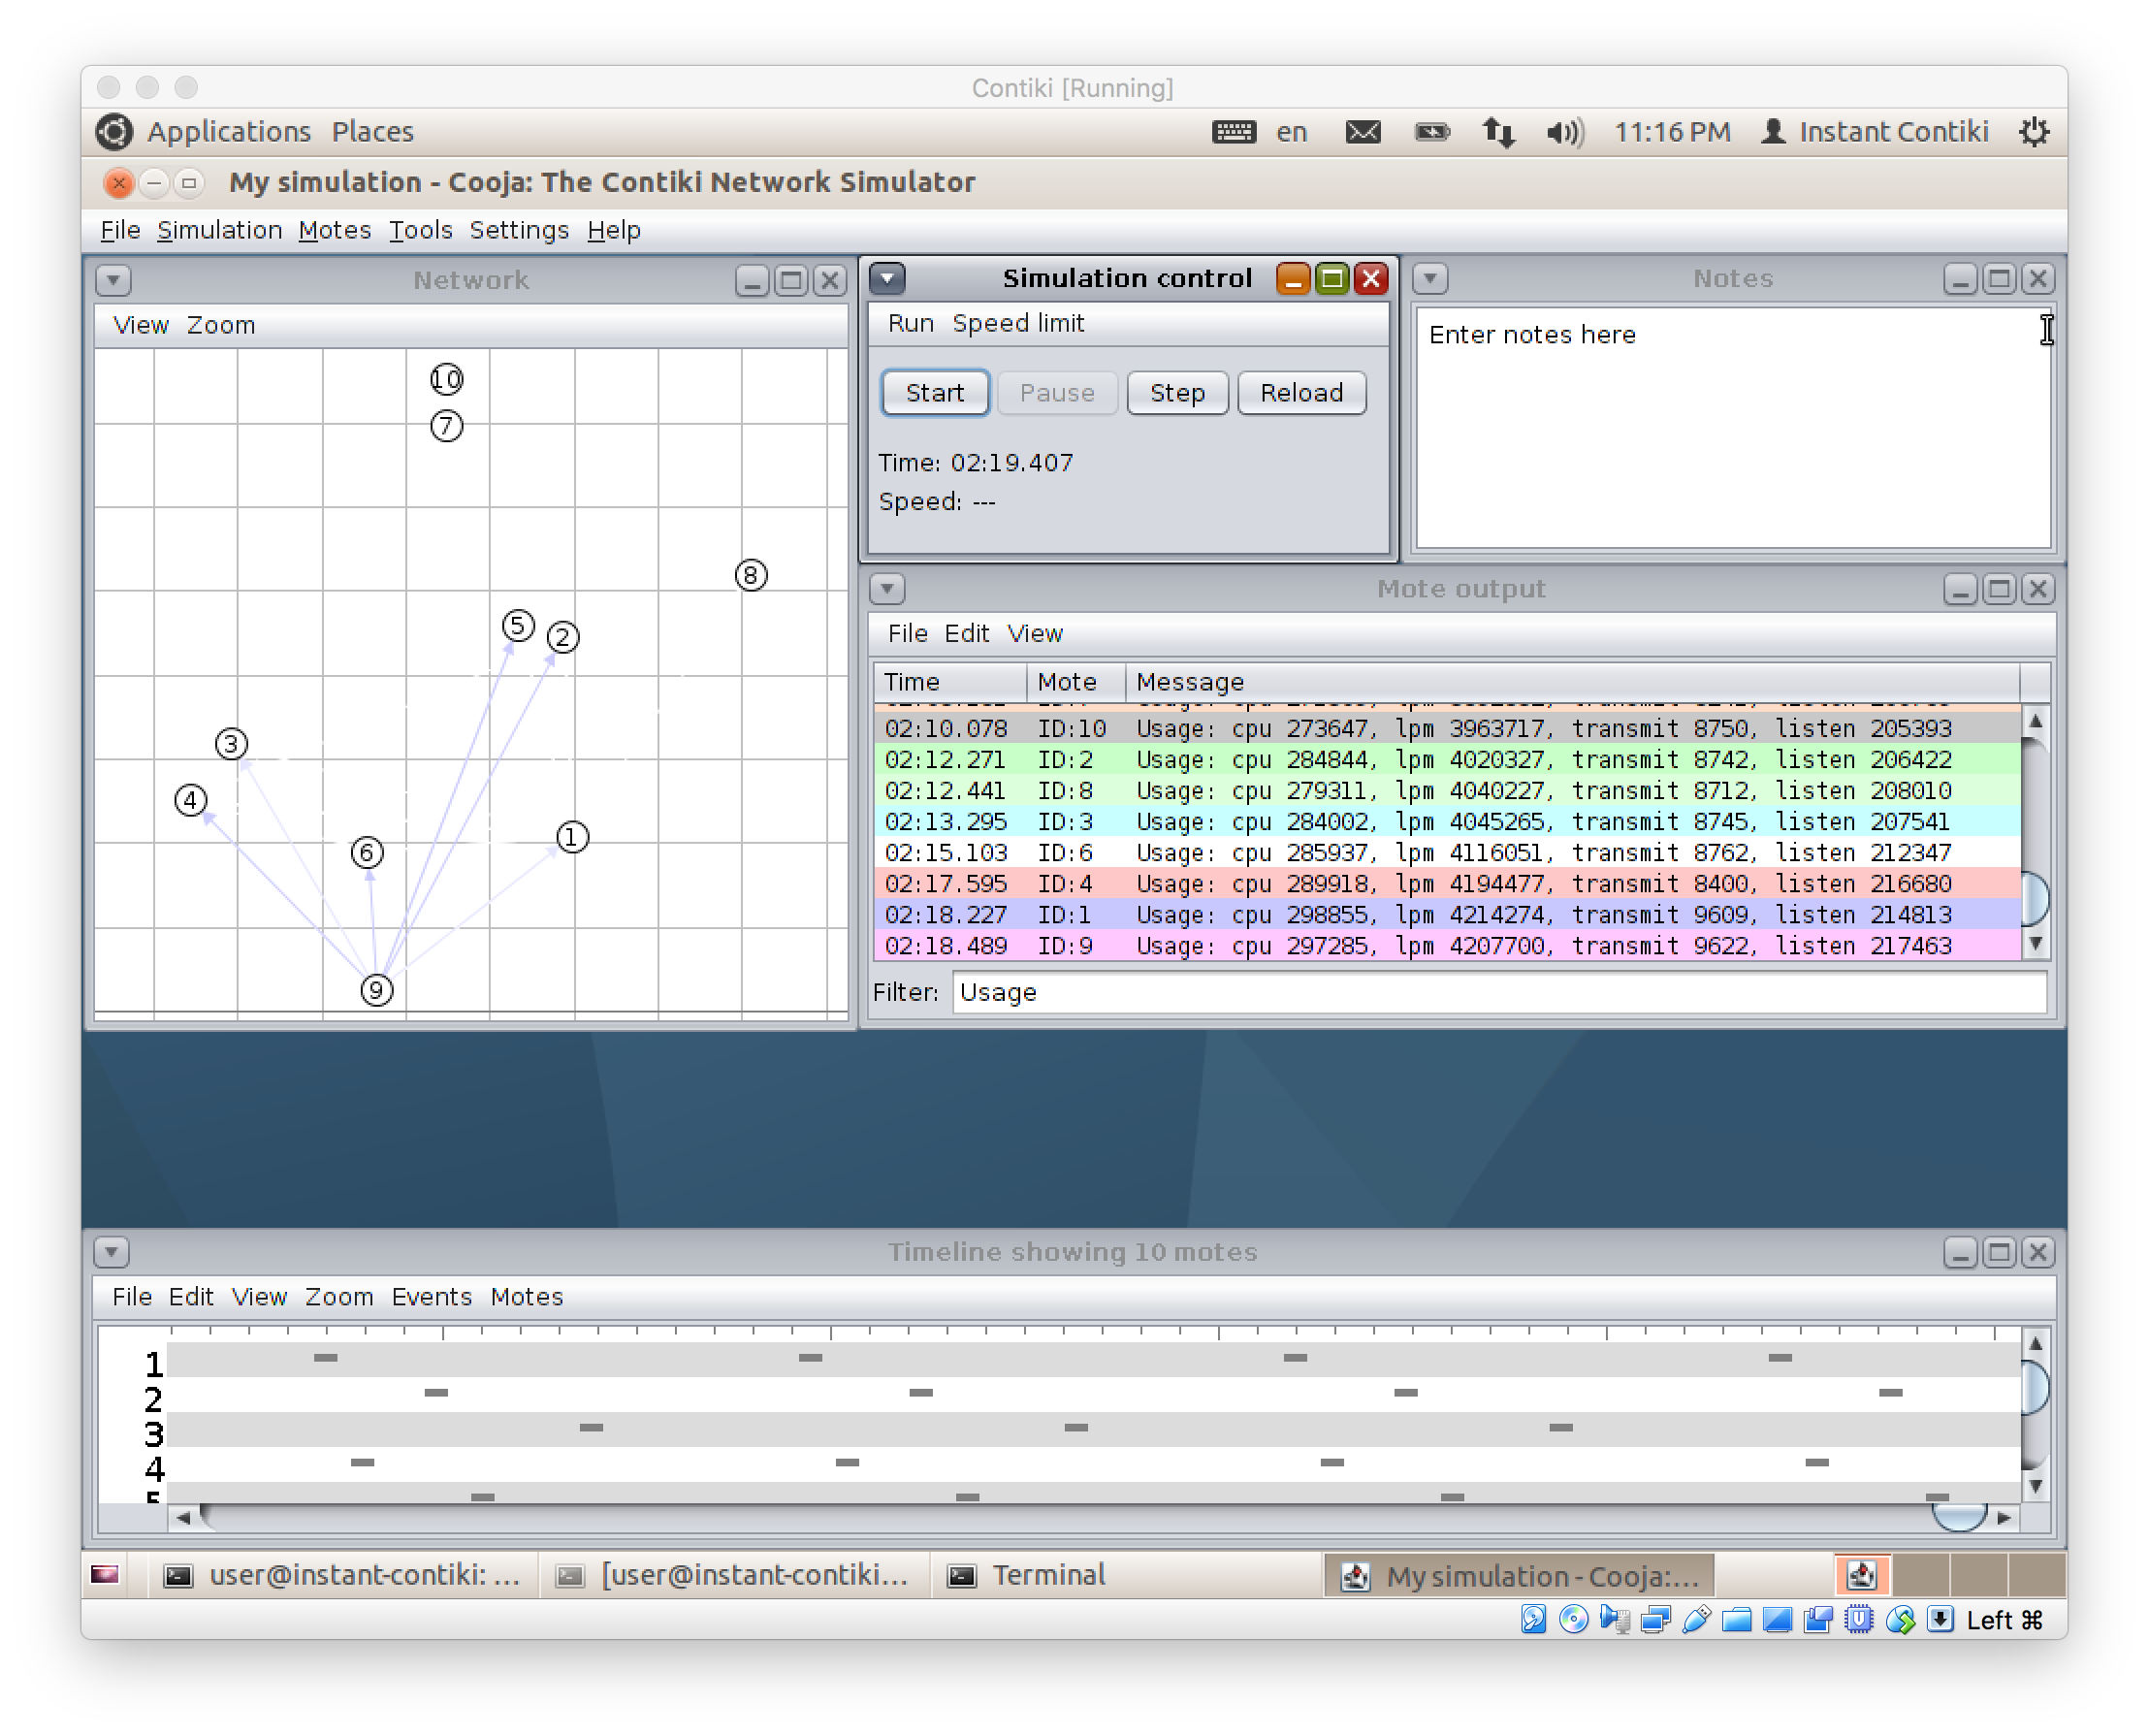 Contiki [Running]
Applications Places en 11:16 PM Instant Contiki
My simulation - Cooja: The Contiki Network Simulator
File Simulation Motes Tools Settings Help
Network
View Zoom
10
7
8
5
2
3
4
6
1
9
Simulation control
Run Speed limit
Start Pause Step Reload
Time: 02:19.407
Speed: ---
Notes
Enter notes here
Mote output
File Edit View
Time Mote Message
02:10.078 ID:10 Usage: cpu 273647, lpm 3963717, transmit 8750, listen 205393
02:12.271 ID:2 Usage: cpu 284844, lpm 4020327, transmit 8742, listen 206422
02:12.441 ID:8 Usage: cpu 279311, lpm 4040227, transmit 8712, listen 208010
02:13.295 ID:3 Usage: cpu 284002, lpm 4045265, transmit 8745, listen 207541
02:15.103 ID:6 Usage: cpu 285937, lpm 4116051, transmit 8762, listen 212347
02:17.595 ID:4 Usage: cpu 289918, lpm 4194477, transmit 8400, listen 216680
02:18.227 ID:1 Usage: cpu 298855, lpm 4214274, transmit 9609, listen 214813
02:18.489 ID:9 Usage: cpu 297285, lpm 4207700, transmit 9622, listen 217463
Filter: Usage
Timeline showing 10 motes
File Edit View Zoom Events Motes
1
2
3
4
5
user@instant-contiki: ... [user@instant-contiki... Terminal My simulation - Cooja:...
Left ⌘